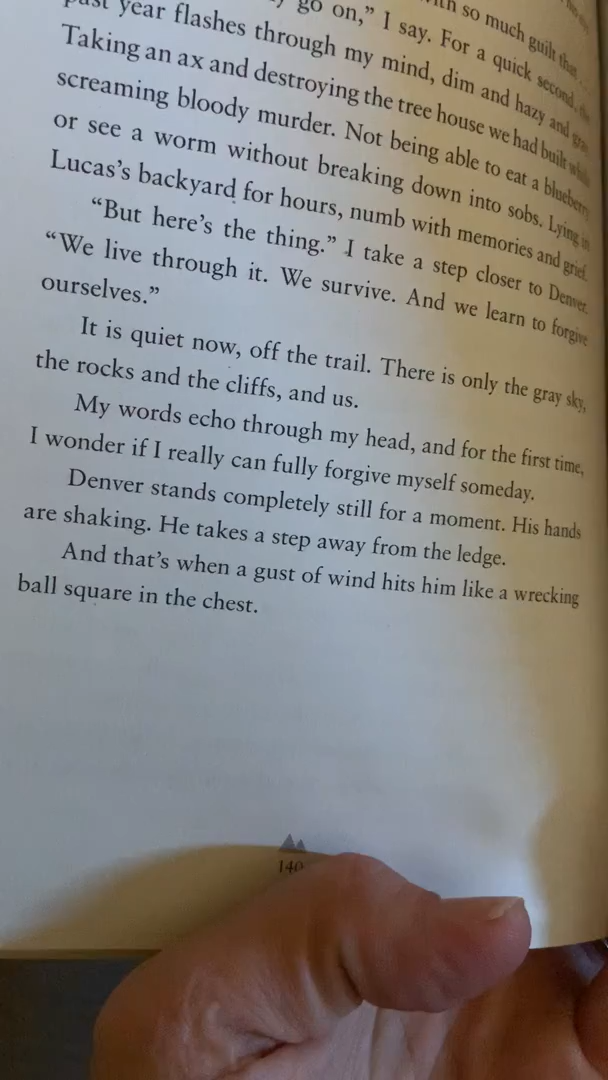 with so much guilt that . . .
go on,” I say. For a quick second, the
past year flashes through my mind, dim and hazy and gray
Taking an ax and destroying the tree house we had built while
screaming bloody murder. Not being able to eat a blueberry
or see a worm without breaking down into sobs. Lying in
Lucas’s backyard for hours, numb with memories and grief.
“But here’s the thing.” I take a step closer to Denver.
“We live through it. We survive. And we learn to forgive
ourselves.”
It is quiet now, off the trail. There is only the gray sky,
the rocks and the cliffs, and us.
My words echo through my head, and for the first time,
I wonder if I really can fully forgive myself someday.
Denver stands completely still for a moment. His hands
are shaking. He takes a step away from the ledge.
And that’s when a gust of wind hits him like a wrecking
ball square in the chest.
140